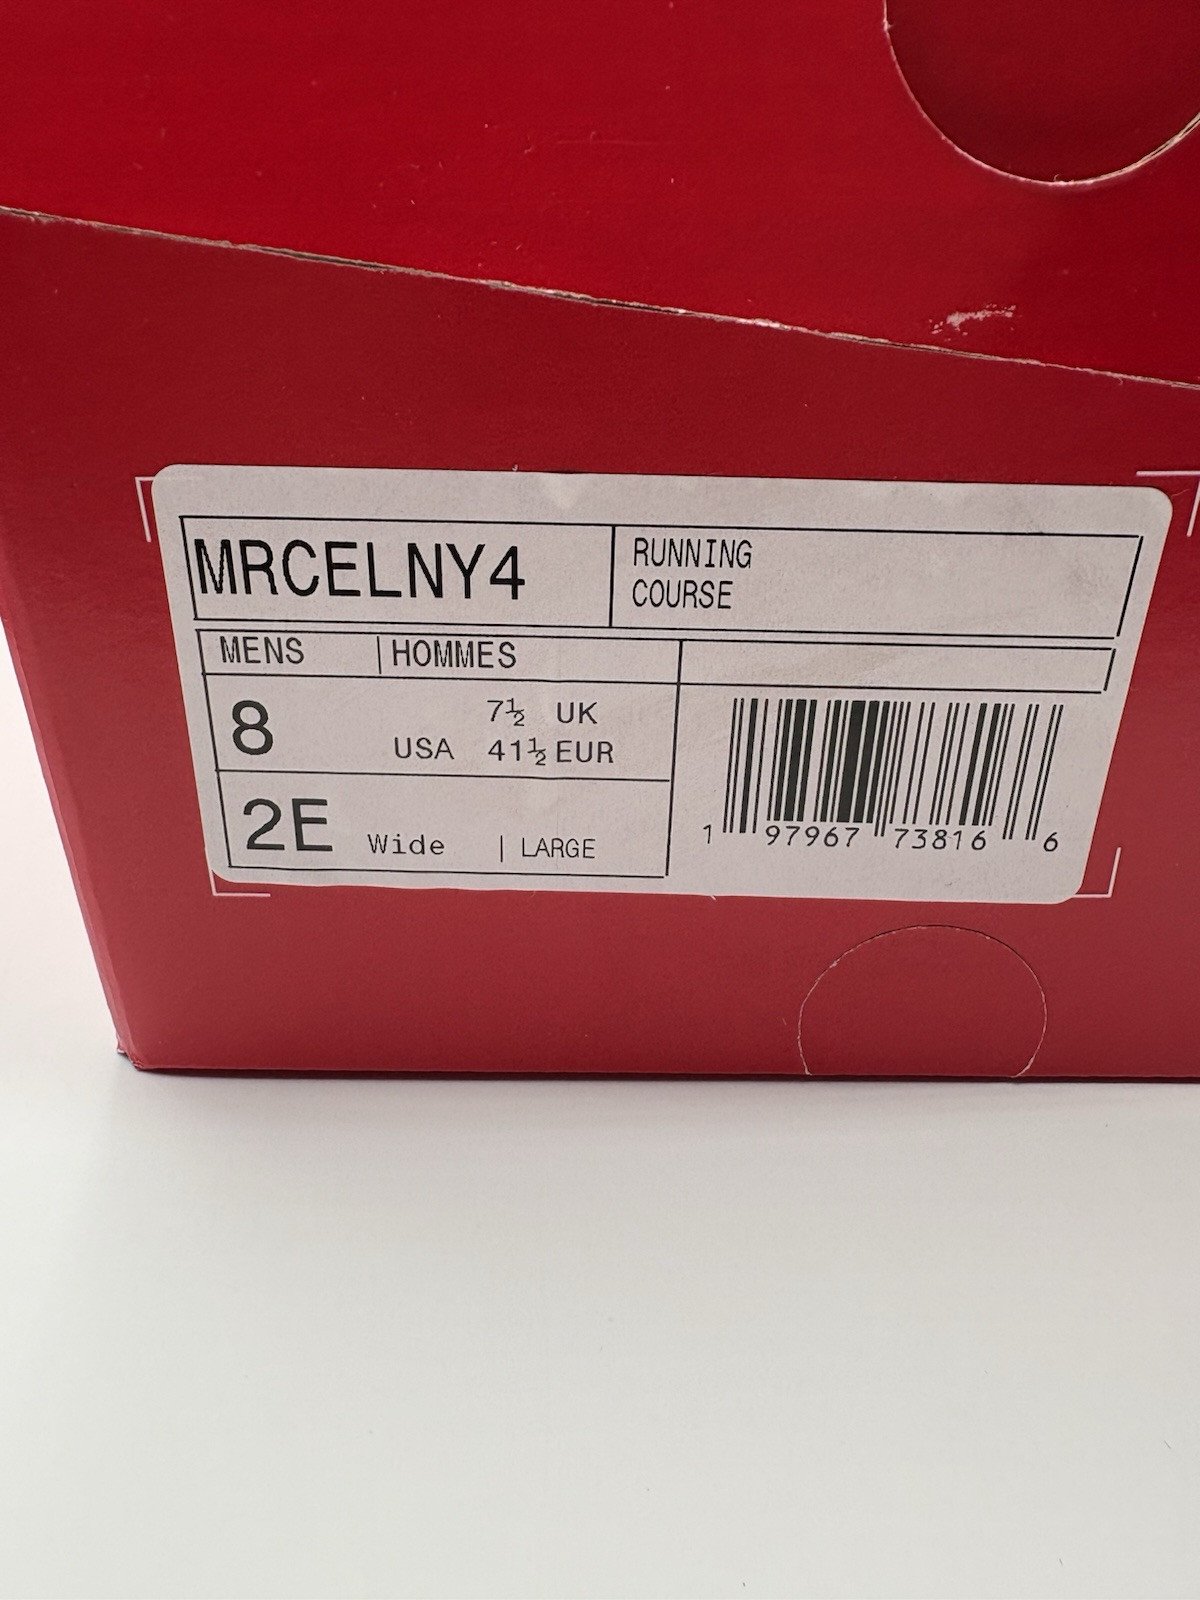 MRCELNY4
RUNNING
COURSE
MENS | HOMMES
8 USA 7½ UK
41½ EUR
2E Wide | LARGE
1 97967 73816 6